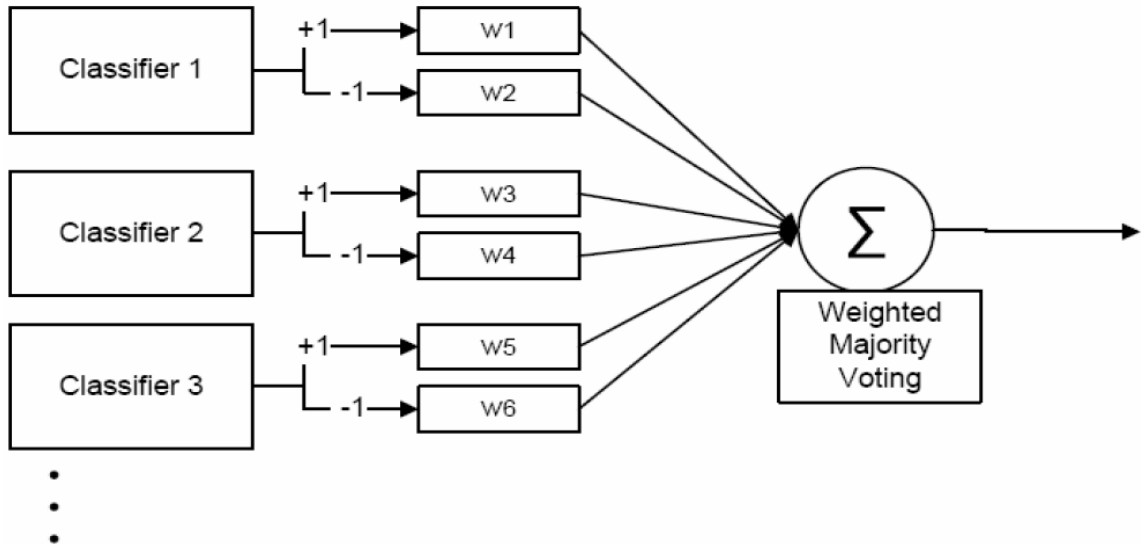 Classifier 1
+1
w1
-1
w2
Classifier 2
+1
w3
-1
w4
Σ
Weighted
Majority
Voting
Classifier 3
+1
w5
-1
w6